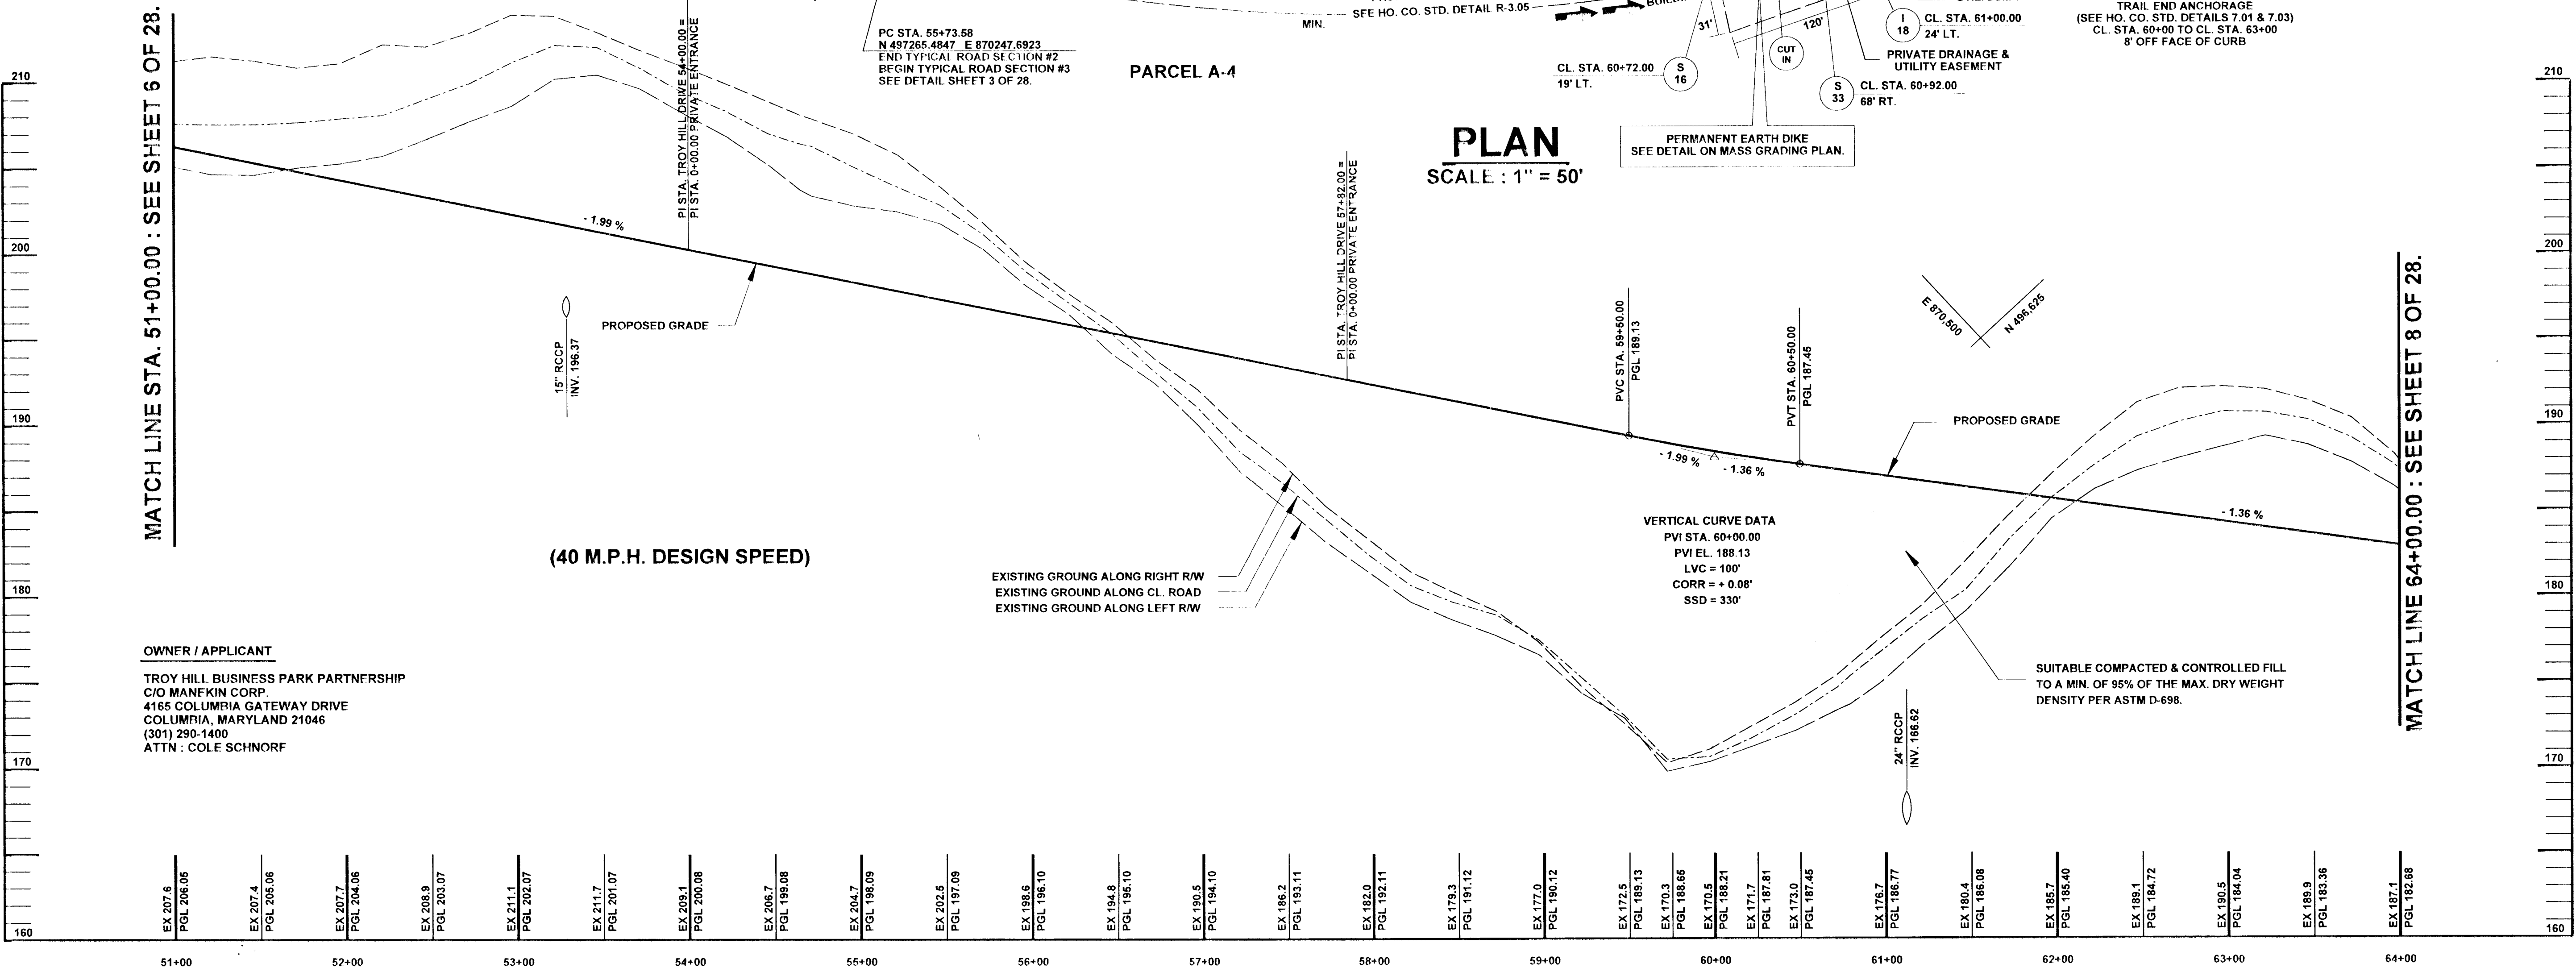 MATCH LINE STA. 51+00.00 : SEE SHEET 6 OF 28.
PI STA. TROY HILL DRIVE 54+00.00 =
PI STA. 0+00.00 PRIVATE ENTRANCE
PC STA. 55+73.58
N 497265.4847 E 870247.6923
END TYPICAL ROAD SECTION #2
BEGIN TYPICAL ROAD SECTION #3
SEE DETAIL SHEET 3 OF 28.
PARCEL A-4
MIN.
SEE HO. CO. STD. DETAIL R-3.05
31'
120'
CUT
IN
CL. STA. 60+72.00
19' LT.
S
16
I
18
CL. STA. 61+00.00
24' LT.
PRIVATE DRAINAGE &
UTILITY EASEMENT
S
33
CL. STA. 60+92.00
68' RT.
TRAIL END ANCHORAGE
(SEE HO. CO. STD. DETAILS 7.01 & 7.03)
CL. STA. 60+00 TO CL. STA. 63+00
8' OFF FACE OF CURB
PERMANENT EARTH DIKE
SEE DETAIL ON MASS GRADING PLAN.
PLAN
SCALE : 1" = 50'
210
200
190
180
170
160
210
200
190
180
170
160
- 1.99 %
PROPOSED GRADE
15" RCCP
INV. 196.37
PI STA. TROY HILL DRIVE 57+82.00 =
PI STA. 0+00.00 PRIVATE ENTRANCE
PVC STA. 59+50.00
PGL 189.13
PVT STA. 60+50.00
PGL 187.45
E 870,500
N 496,625
- 1.99 %
- 1.36 %
PROPOSED GRADE
- 1.36 %
MATCH LINE 64+00.00 : SEE SHEET 8 OF 28.
(40 M.P.H. DESIGN SPEED)
EXISTING GROUNG ALONG RIGHT R/W
EXISTING GROUND ALONG CL. ROAD
EXISTING GROUND ALONG LEFT R/W
VERTICAL CURVE DATA
PVI STA. 60+00.00
PVI EL. 188.13
LVC = 100'
CORR = + 0.08'
SSD = 330'
SUITABLE COMPACTED & CONTROLLED FILL
TO A MIN. OF 95% OF THE MAX. DRY WEIGHT
DENSITY PER ASTM D-698.
24" RCCP
INV. 166.62
OWNER / APPLICANT
TROY HILL BUSINESS PARK PARTNERSHIP
C/O MANEKIN CORP.
4165 COLUMBIA GATEWAY DRIVE
COLUMBIA, MARYLAND 21046
(301) 290-1400
ATTN : COLE SCHNORF
EX 207.6
PGL 206.05
EX 207.4
PGL 205.06
EX 207.7
PGL 204.06
EX 208.9
PGL 203.07
EX 211.1
PGL 202.07
EX 211.7
PGL 201.07
EX 209.1
PGL 200.08
EX 206.7
PGL 199.08
EX 204.7
PGL 198.09
EX 202.5
PGL 197.09
EX 198.6
PGL 196.10
EX 194.8
PGL 195.10
EX 190.5
PGL 194.10
EX 186.2
PGL 193.11
EX 182.0
PGL 192.11
EX 179.3
PGL 191.12
EX 177.0
PGL 190.12
EX 172.5
PGL 189.13
EX 170.3
PGL 188.65
EX 170.5
PGL 188.21
EX 171.7
PGL 187.81
EX 173.0
PGL 187.45
EX 176.7
PGL 186.77
EX 180.4
PGL 186.08
EX 185.7
PGL 185.40
EX 189.1
PGL 184.72
EX 190.5
PGL 184.04
EX 189.9
PGL 183.36
EX 187.1
PGL 182.68
51+00
52+00
53+00
54+00
55+00
56+00
57+00
58+00
59+00
60+00
61+00
62+00
63+00
64+00